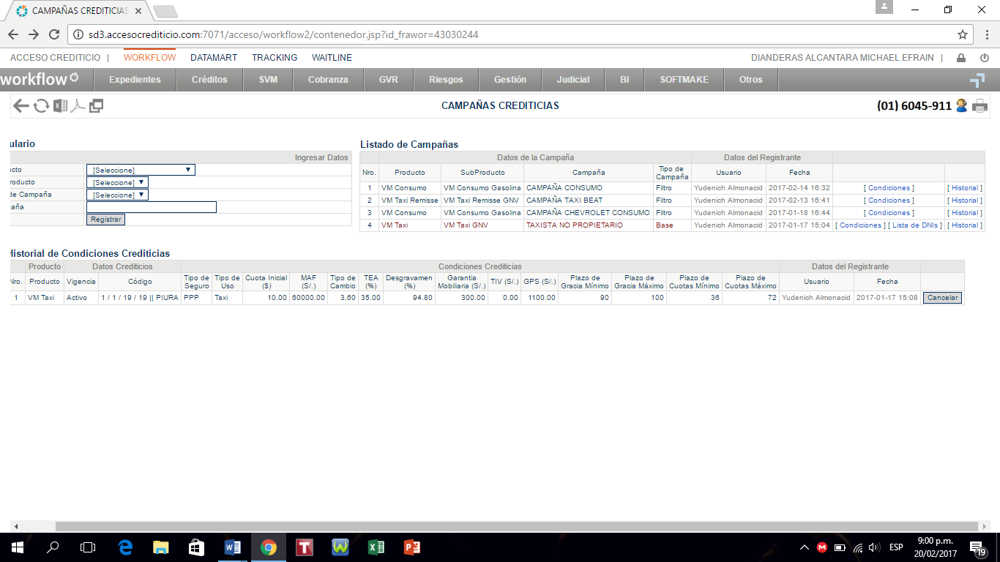 CAMPAÑAS CREDITICIAS
sd3.accesocrediticio.com:7071/acceso/workflow2/contenedor.jsp?id_frawor=43030244
ACCESO CREDITICIO | WORKFLOW DATAMART TRACKING WAITLINE DIANDERAS ALCANTARA MICHAEL EFRAIN |
workflow Expedientes Créditos SVM Cobranza GVR Riesgos Gestión Judicial BI SOFTMAKE Otros
CAMPAÑAS CREDITICIAS (01) 6045-911
ulario
Ingresar Datos
cto [Seleccione]
roducto [Seleccione]
de Campaña [Seleccione]
aña
Registrar
Listado de Campañas
Datos de la Campaña Datos del Registrante
Nro. Producto SubProducto Campaña Tipo de Campaña Usuario Fecha
1 VM Consumo VM Consumo Gasolina CAMPAÑA CONSUMO Filtro Yudenich Almonacid 2017-02-14 16:32 [ Condiciones ] [ Historial ]
2 VM Taxi Remisse VM Taxi Remisse GNV CAMPAÑA TAXI BEAT Filtro Yudenich Almonacid 2017-02-13 16:41 [ Condiciones ] [ Historial ]
3 VM Consumo VM Consumo Gasolina CAMPAÑA CHEVROLET CONSUMO Filtro Yudenich Almonacid 2017-01-18 16:44 [ Condiciones ] [ Historial ]
4 VM Taxi VM Taxi GNV TAXISTA NO PROPIETARIO Base Yudenich Almonacid 2017-01-17 15:04 [ Condiciones ] [ Lista de DNIs ] [ Historial ]
Historial de Condiciones Crediticias
Producto Datos Crediticios Condiciones Crediticias Datos del Registrante
Nro. Producto Vigencia Código Tipo de Seguro Tipo de Uso Cuota Inicial ($) MAF (S/.) Tipo de Cambio TEA (%) Desgravamen (%) Garantia Mobiliaria (S/.) TIV (S/.) GPS (S/.) Plazo de Gracia Mínimo Plazo de Gracia Máximo Plazo de Cuotas Mínimo Plazo de Cuotas Máximo Usuario Fecha
1 VM Taxi Activo 1 / 1 / 19 / 19 || PIURA PPP Taxi 10.00 60000.00 3.60 35.00 94.80 300.00 0.00 1100.00 90 100 36 72 Yudenich Almonacid 2017-01-17 15:08 Cancelar
ESP
9:00 p.m.
20/02/2017
19